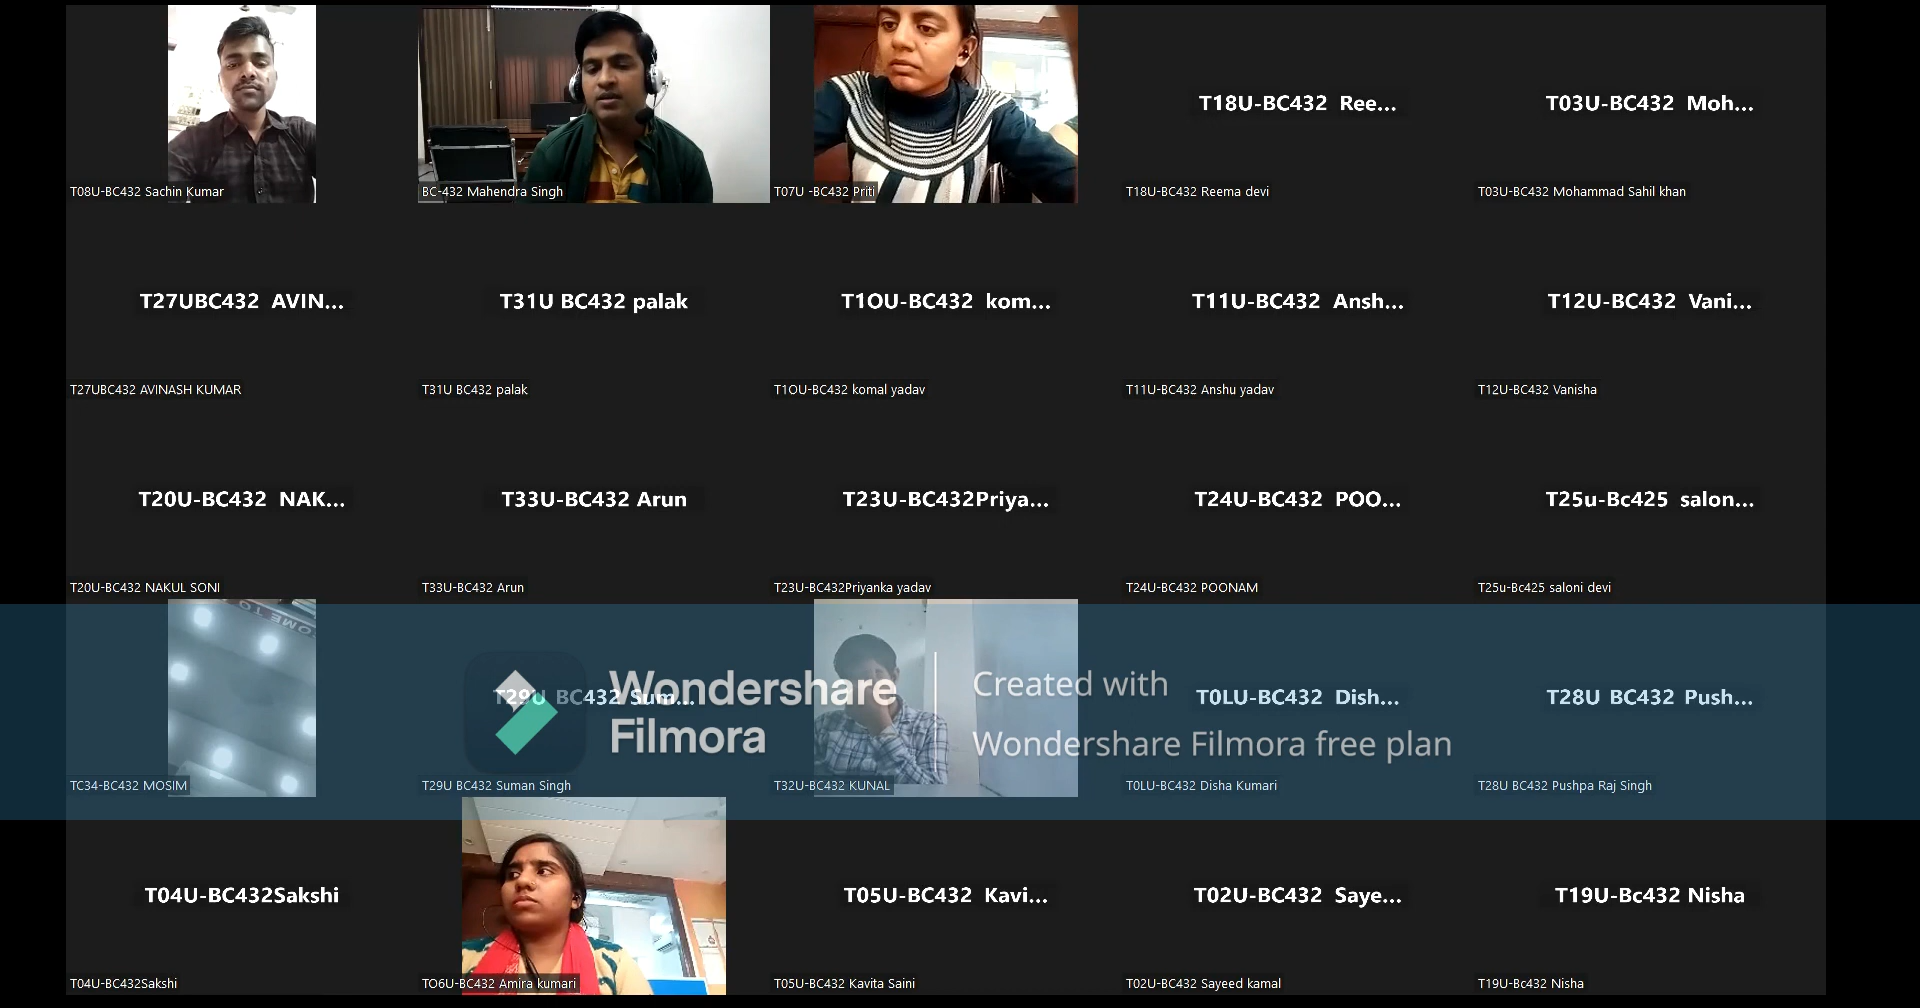 T18U-BC432 Ree...
T03U-BC432 Moh...
T08U-BC432 Sachin Kumar
BC-432 Mahendra Singh
T07U -BC432 Priti
T18U-BC432 Reema devi
T03U-BC432 Mohammad Sahil khan
T27UBC432 AVIN...
T31U BC432 palak
T1OU-BC432 kom...
T11U-BC432 Ansh...
T12U-BC432 Vani...
T27UBC432 AVINASH KUMAR
T31U BC432 palak
T1OU-BC432 komal yadav
T11U-BC432 Anshu yadav
T12U-BC432 Vanisha
T20U-BC432 NAK...
T33U-BC432 Arun
T23U-BC432Priya...
T24U-BC432 POO...
T25u-Bc425 salon...
T20U-BC432 NAKUL SONI
T33U-BC432 Arun
T23U-BC432Priyanka yadav
T24U-BC432 POONAM
T25u-Bc425 saloni devi
T29U BC432 Sum...
Wondershare
Filmora
Created with
Wondershare Filmora free plan
T0LU-BC432 Dish...
T28U BC432 Push...
TC34-BC432 MOSIM
T29U BC432 Suman Singh
T32U-BC432 KUNAL
T0LU-BC432 Disha Kumari
T28U BC432 Pushpa Raj Singh
T04U-BC432Sakshi
T05U-BC432 Kavi...
T02U-BC432 Saye...
T19U-Bc432 Nisha
T04U-BC432Sakshi
TO6U-BC432 Amira kumari
T05U-BC432 Kavita Saini
T02U-BC432 Sayeed kamal
T19U-Bc432 Nisha